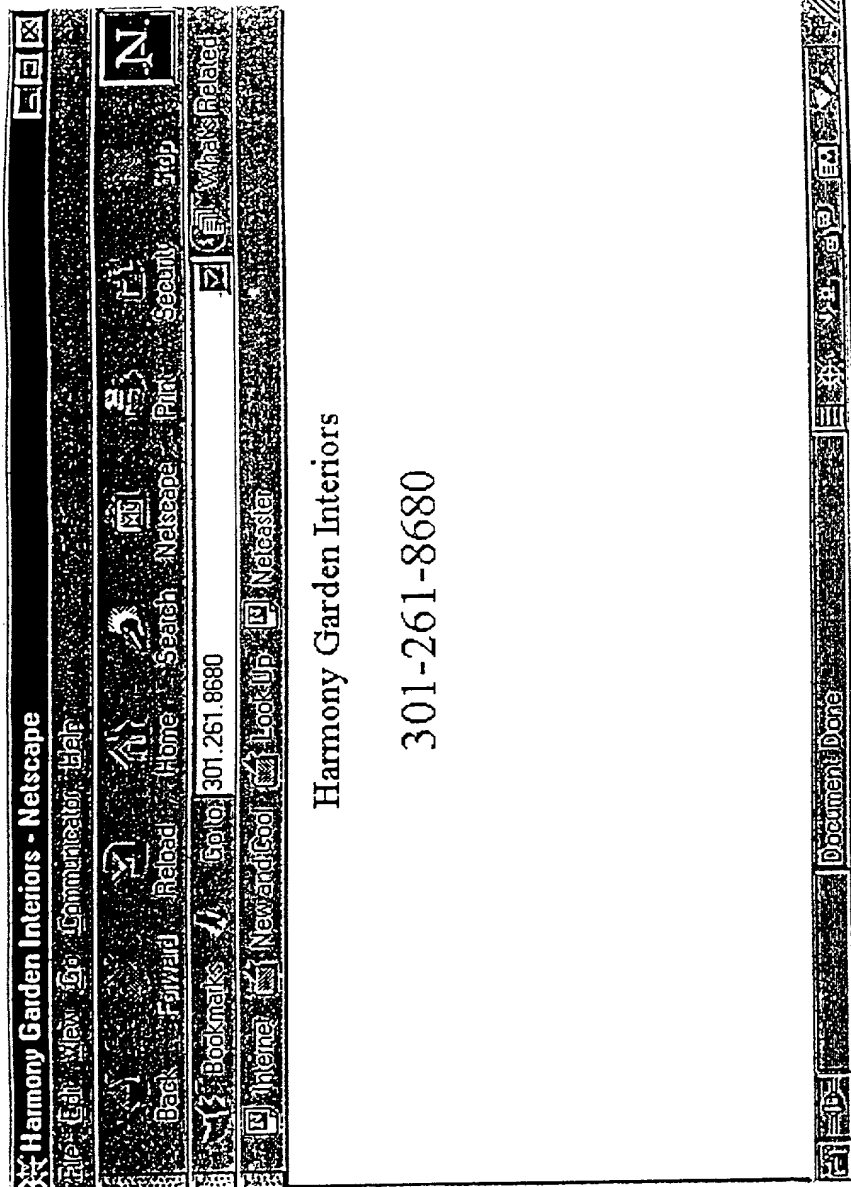 Harmony Garden Interiors - Netscape
File Edit View Go Communicator Help
Back Forward Reload Home Search Netscape Print Security Stop
N
Bookmarks Go to: 301.261.8680 What's Related
Internet New and Cool Look-Up Netcaster
Harmony Garden Interiors
301-261-8680
Document Done